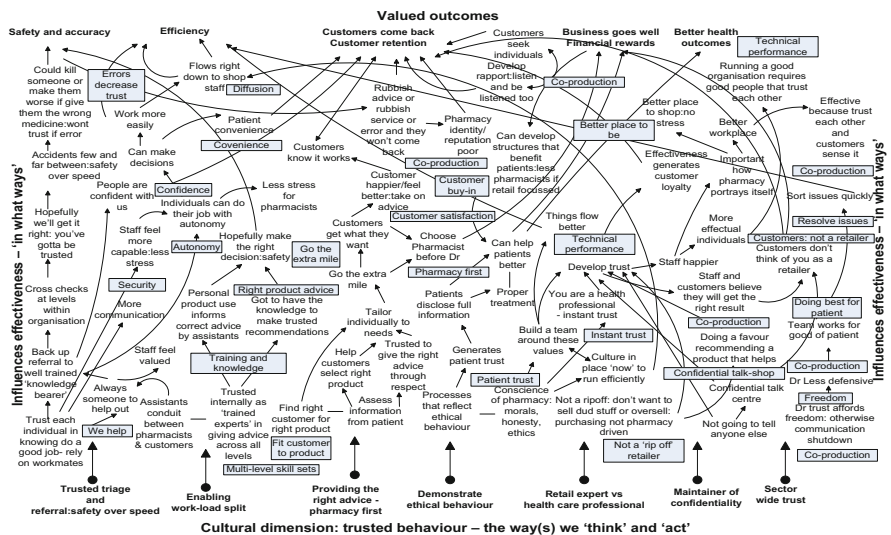 Valued outcomes
Safety and accuracy
Efficiency
Customers come back
Customer retention
Customers
seek
individuals
Business goes well
Financial rewards
Better health
outcomes
Technical
performance
Could kill
someone or
make them
worse if give
them the wrong
medicine:wont
trust if error
Errors
decrease
trust
Flows right
down to shop
staff
Diffusion
Rubbish
advice or
rubbish
service or
error and they
won't come
back
Develop
rapport:listen
and be
listened too
Co-production
Running a good
organisation requires
good people that trust
each other
Work more
easily
Patient
convenience
Covenience
Customers
know it works
Pharmacy
identity/
reputation
poor
Co-production
Can develop
structures that
benefit
patients:less
pharmacists if
retail focussed
Better place to
be
Better place
to shop:no
stress
Better
workplace
Effective
because trust
each other
and
customers
sense it
Co-production
Accidents few and
far between:safety
over speed
Can make
decisions
Confidence
People are
confident with
us
Individuals can do
their job with
autonomy
Autonomy
Less stress
for
pharmacists
Customer
happier/feel
better:take on
advice
Customer
buy-in
Customer satisfaction
Effectiveness
generates
customer
loyalty
Important
how
pharmacy
portrays itself
Sort issues quickly
Resolve issues
Hopefully
we'll get it
right: you've
gotta be
trusted
Staff feel
more
capable:less
stress
Security
Hopefully make
the right
decision:safety
Right product advice
Go the
extra mile
Customers
get what they
want
Choose
Pharmacist
before Dr
Pharmacy first
Can help
patients
better
Things flow
better
Technical
performance
Develop trust
More
effectual
individuals
Staff happier
Customers: not a retailer
Customers don't
think of you as a
retailer
Cross checks
at levels
within
organisation
More
communication
Personal
product use
informs
correct advice
by assistants
Got to have the
knowledge to
make trusted
recommendations
Go the extra
mile
Tailor
individually to
needs
Patients
disclose full
information
Proper
treatment
You are a health
professional
- instant trust
Instant trust
Staff and
customers believe
they will get the
right result
Co-production
Doing best for
patient
Team works for
good of patient
Co-production
Back up
referral to
well trained
'knowledge
bearer'
Staff feel
valued
Training and
knowledge
Help
customers
select right
product
Trusted to
give the right
advice
through
respect
Generates
patient trust
Patient trust
Build a team
around these
values
Culture in
place 'now' to
run efficiently
Doing a favour
recommending a
product that helps
Confidential talk-shop
Confidential talk
centre
Dr Less defensive
Freedom
Dr trust affords
freedom: otherwise
communication
shutdown
Co-production
Trust each
individual in
knowing do a
good job- rely
on workmates
Always
someone to
help out
We help
Assistants
conduit
between
pharmacists
& customers
Trusted
internally as
'trained
experts' in
giving advice
across all
levels
Multi-level skill sets
Find right
customer for
right product
Fit customer
to product
Assess
information
from patient
Processes
that reflect
ethical
behaviour
Conscience
of pharmacy:
morals,
honesty,
ethics
Not a ripoff: don't want to
sell dud stuff or oversell:
purchasing not pharmacy
driven
Not a 'rip off'
retailer
Not going to
tell
anyone else
Trusted triage
and
referral:safety over speed
Enabling
work-load split
Providing the
right advice -
pharmacy first
Demonstrate
ethical behaviour
Retail expert vs
health care professional
Maintainer of
confidentiality
Sector
wide trust
Influences effectiveness – 'in what ways'
Influences effectiveness – 'in what ways'
Cultural dimension: trusted behaviour – the way(s) we 'think' and 'act'